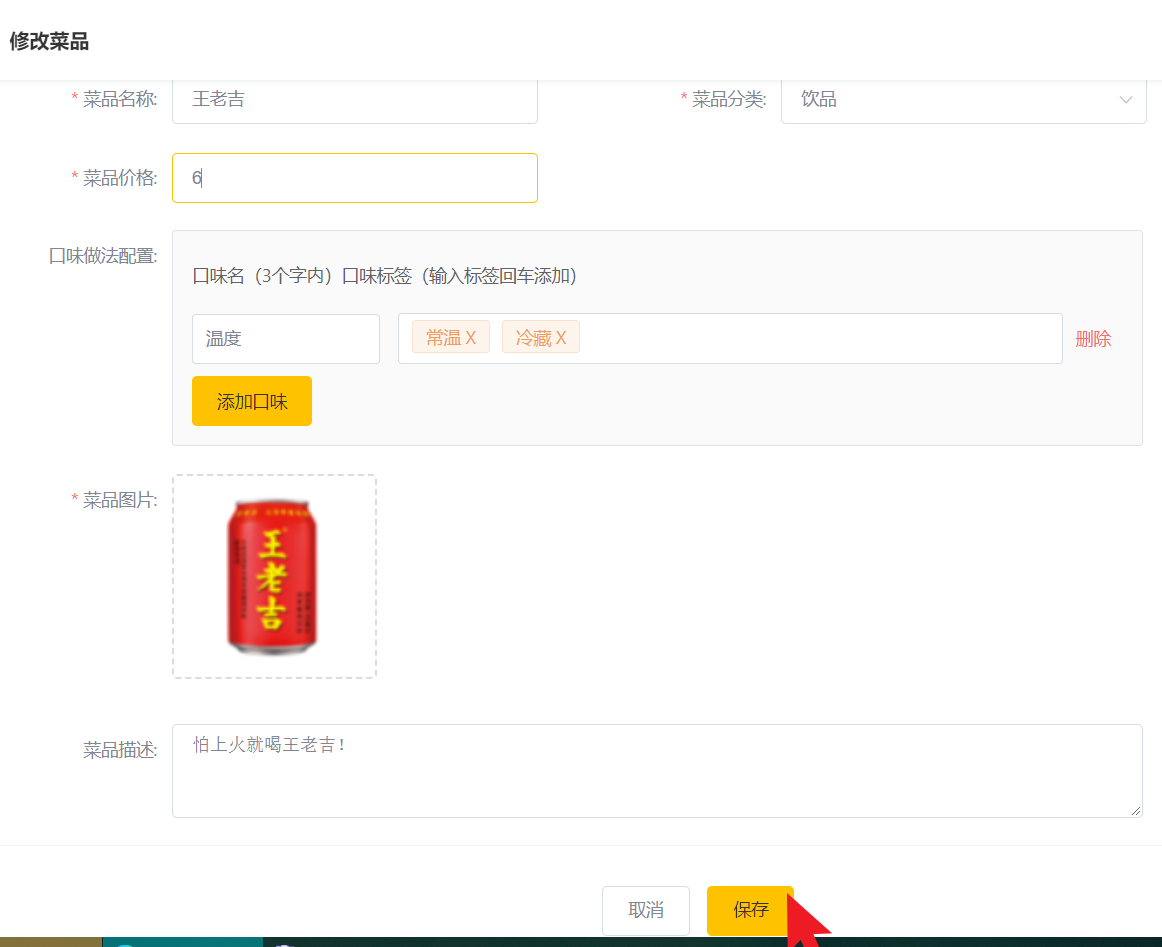 修改菜品
* 菜品名称: 王老吉 * 菜品分类: 饮品
* 菜品价格: 6
口味做法配置:
口味名（3个字内）口味标签（输入标签回车添加）
温度 常温 X 冷藏 X 删除
添加口味
* 菜品图片:
王老吉
菜品描述: 怕上火就喝王老吉!
取消 保存